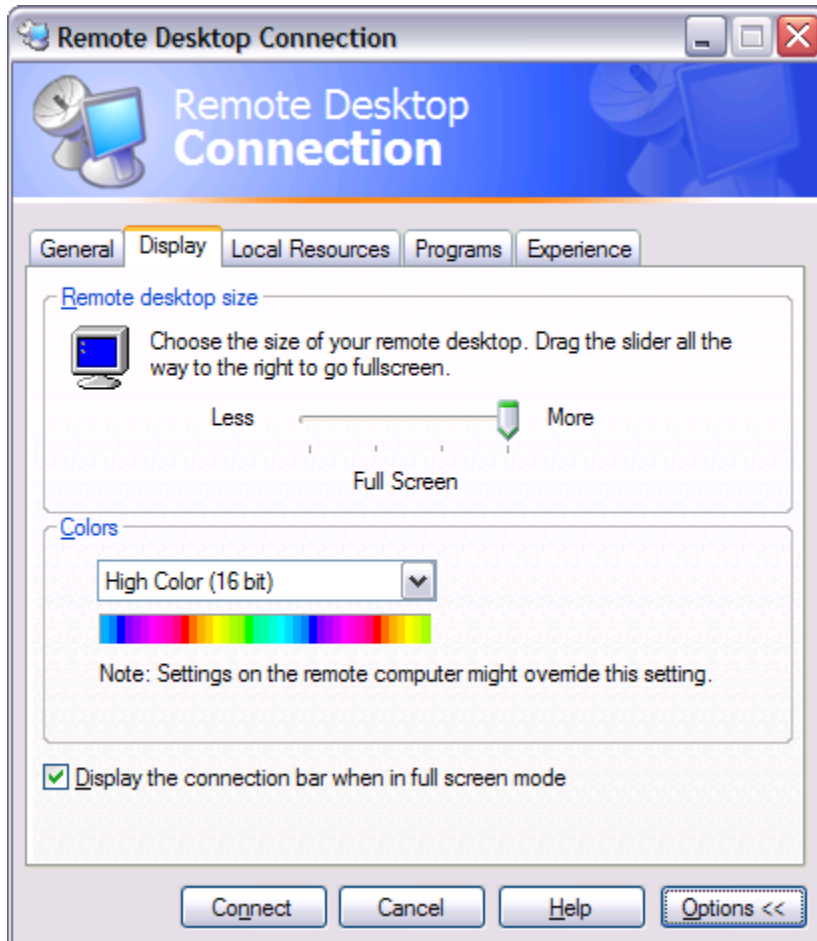 Remote Desktop Connection
Remote Desktop
Connection
General Display Local Resources Programs Experience
Remote desktop size
Choose the size of your remote desktop. Drag the slider all the
way to the right to go fullscreen.
Less More
Full Screen
Colors
High Color (16 bit)
Note: Settings on the remote computer might override this setting.
Display the connection bar when in full screen mode
Connect Cancel Help Options <<